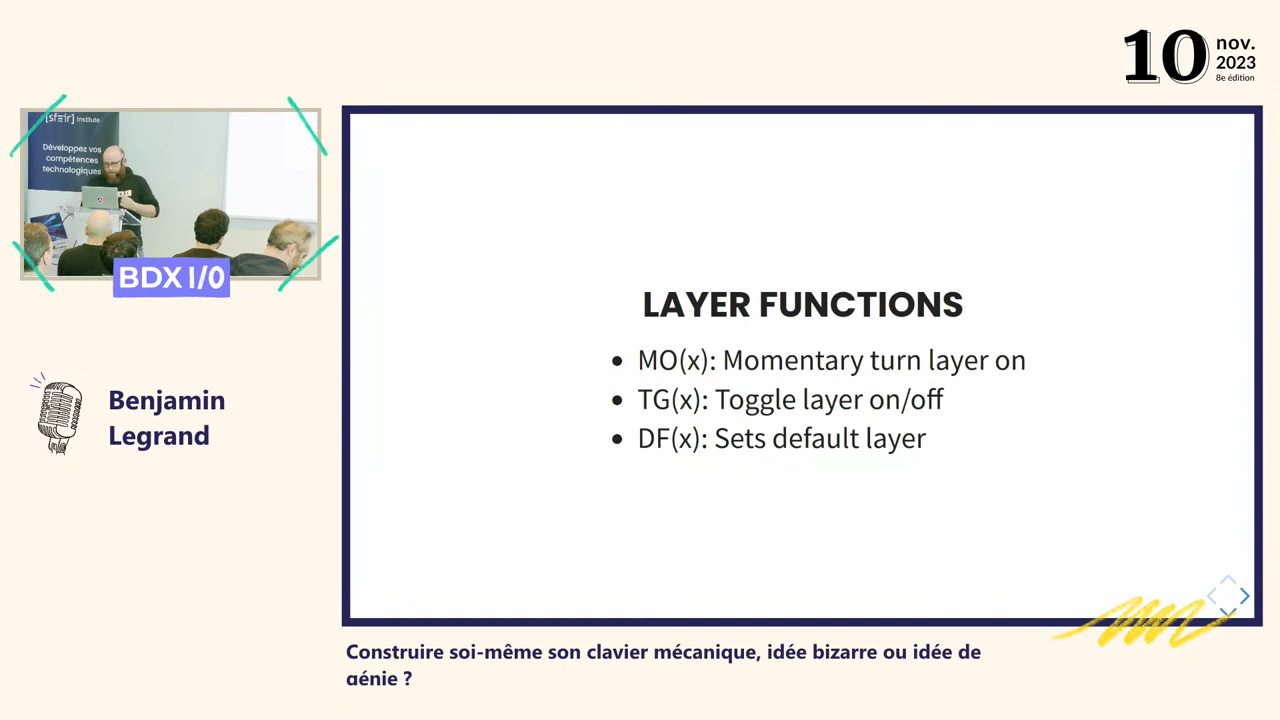 10 nov.
2023
8e édition
[sfeir] Institute
Développez vos
compétences
technologiques
BDX I/O
Benjamin
Legrand
LAYER FUNCTIONS
• MO(x): Momentary turn layer on
• TG(x): Toggle layer on/off
• DF(x): Sets default layer
Construire soi-même son clavier mécanique, idée bizarre ou idée de
génie ?